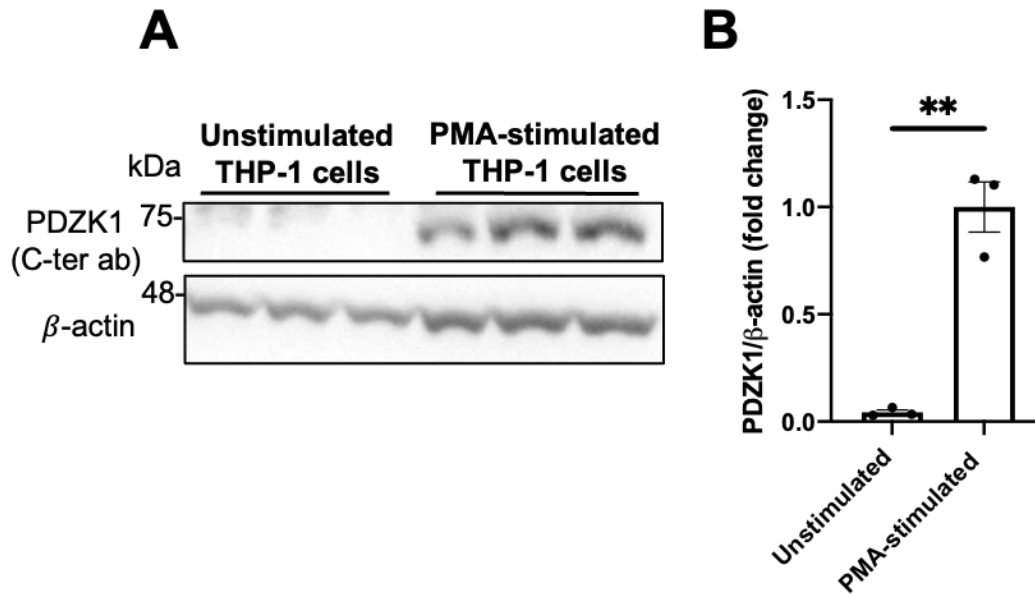 A
B
Unstimulated
THP-1 cells
PMA-stimulated
THP-1 cells
kDa
PDZK1
(C-ter ab)
75-
48-
β-actin
PDZK1/β-actin (fold change)
1.5
1.0
0.5
0.0
**
Unstimulated
PMA-stimulated